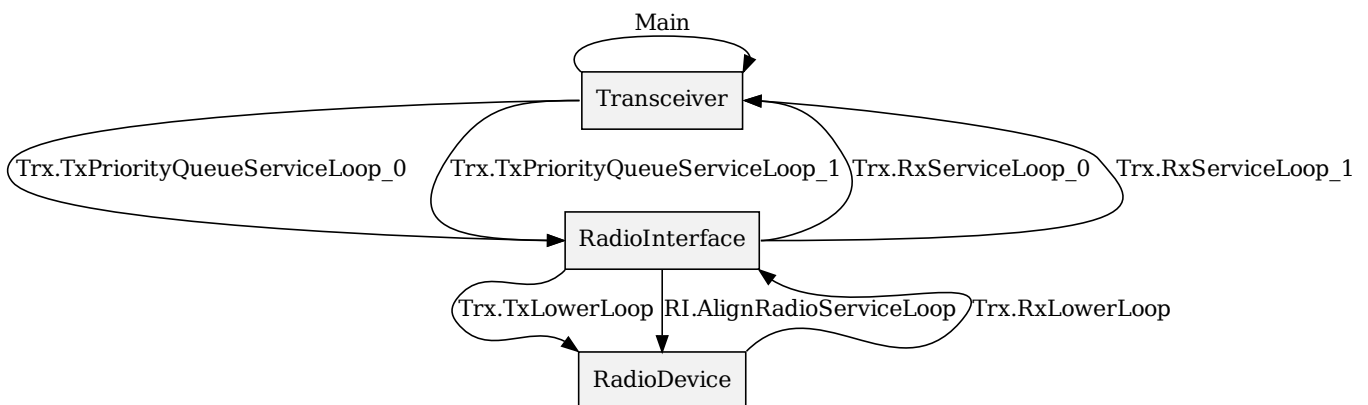 Main
Transceiver
Trx.TxPriorityQueueServiceLoop_0
Trx.TxPriorityQueueServiceLoop_1
Trx.RxServiceLoop_0
Trx.RxServiceLoop_1
RadioInterface
Trx.TxLowerLoop
RI.AlignRadioServiceLoop
Trx.RxLowerLoop
RadioDevice